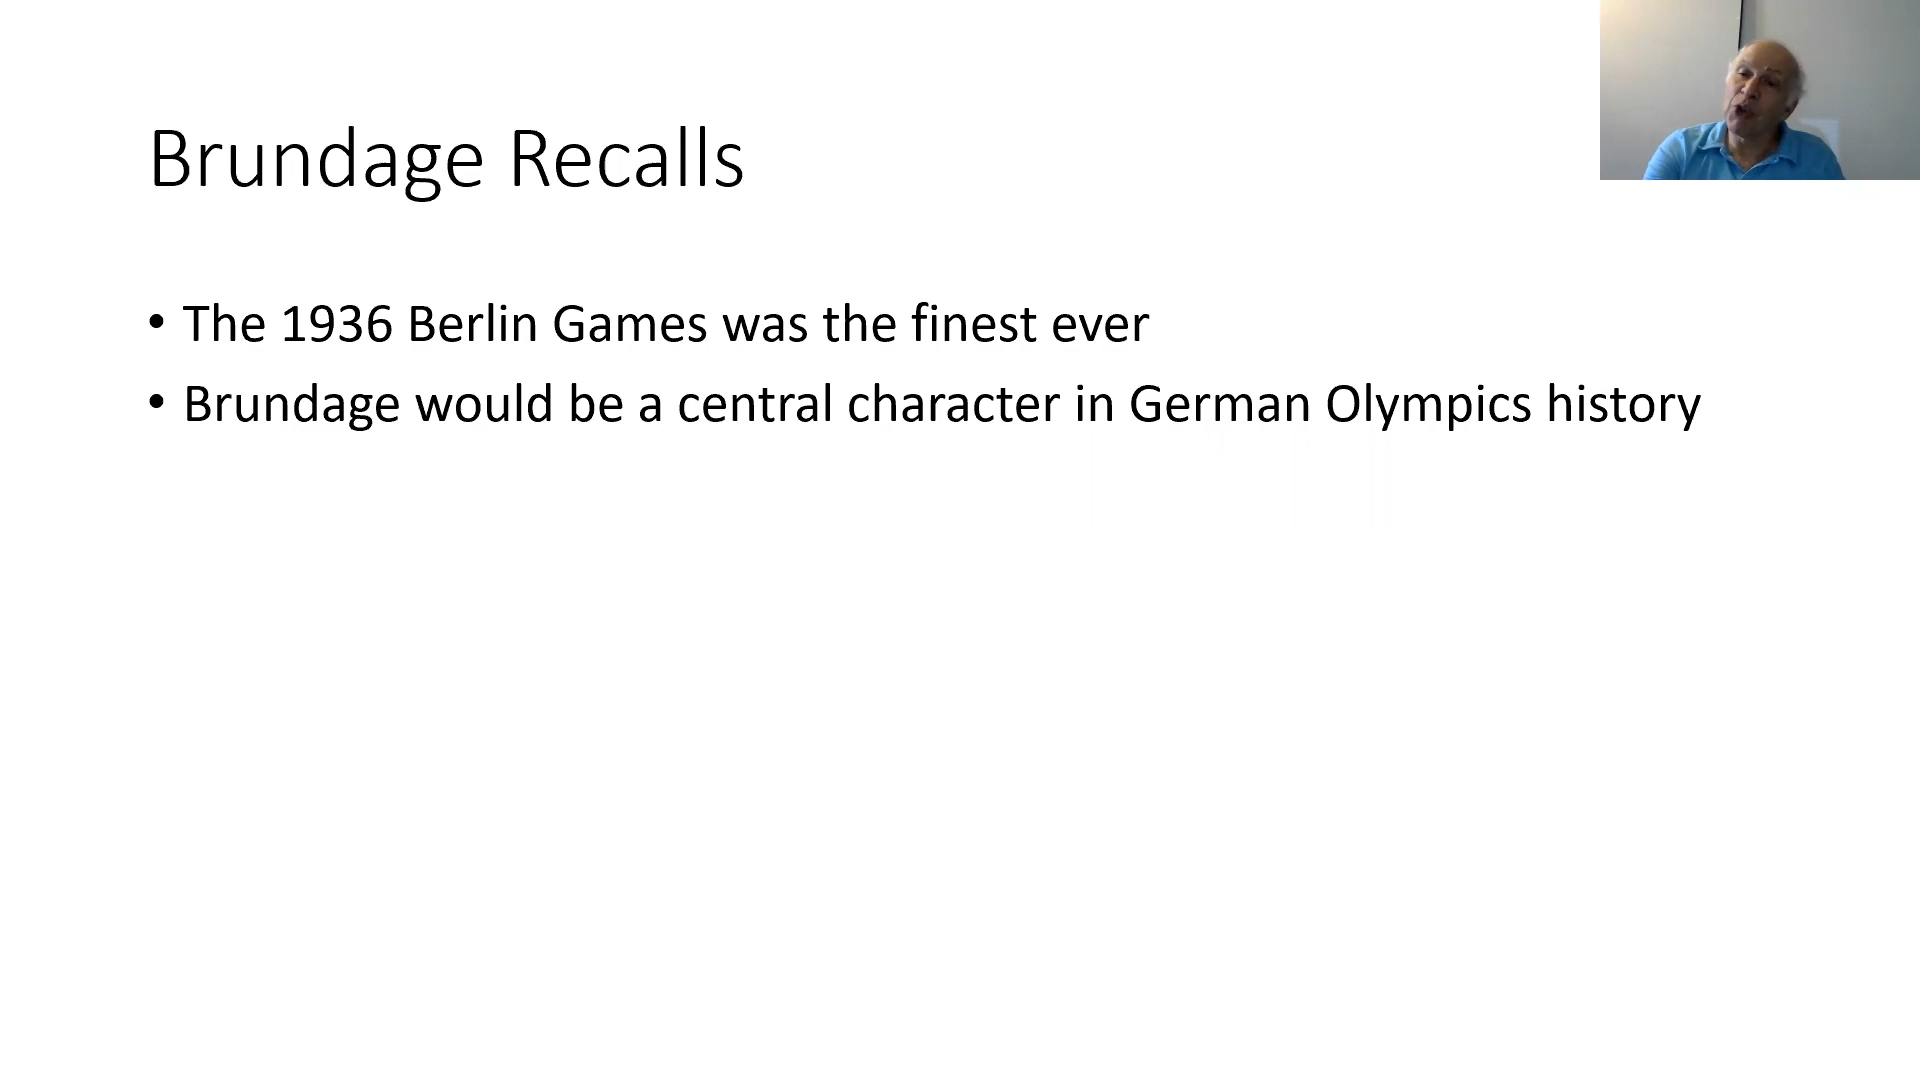 Brundage Recalls
• The 1936 Berlin Games was the finest ever
• Brundage would be a central character in German Olympics history